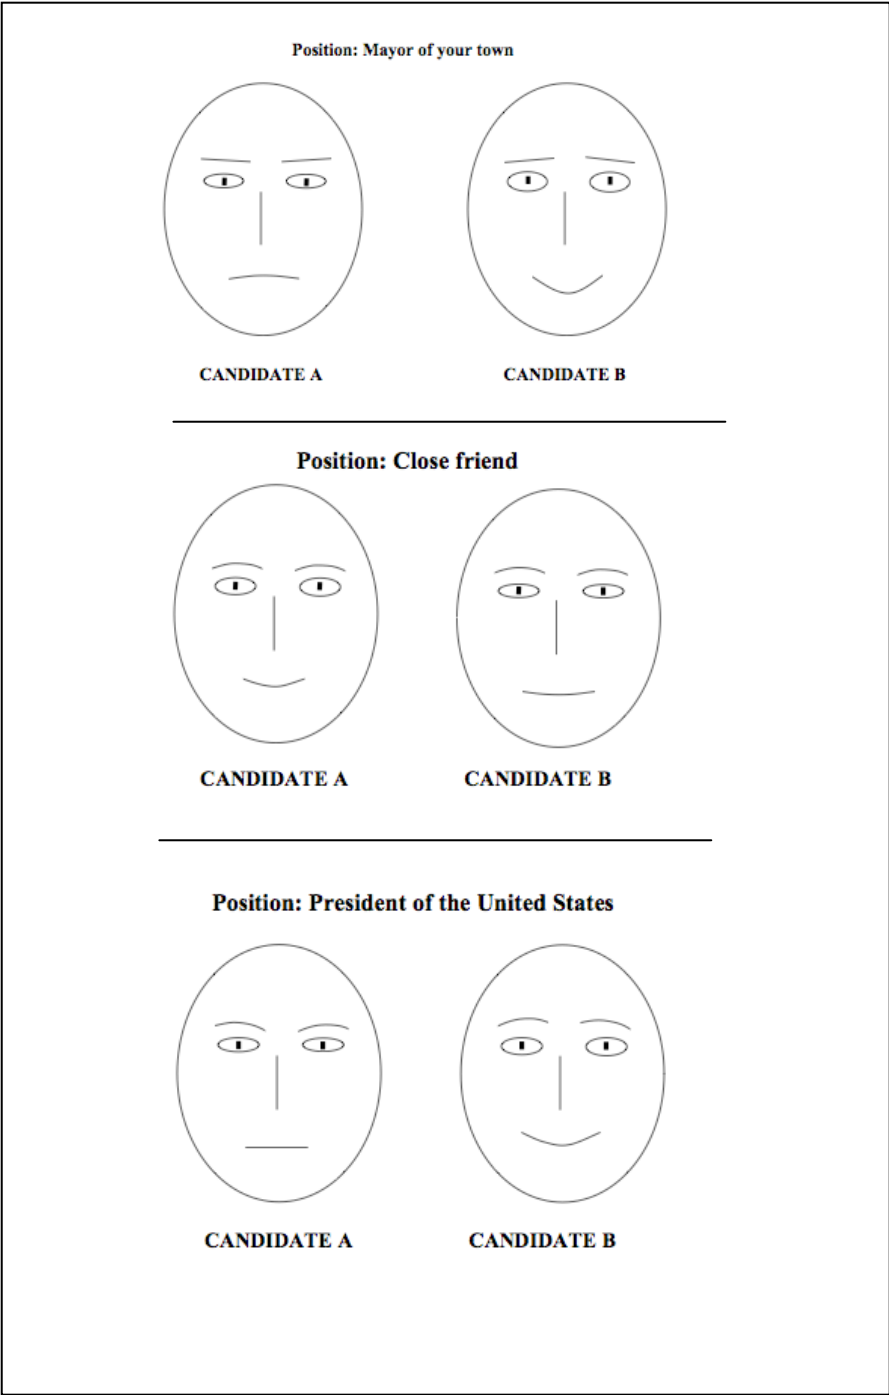 Position: Mayor of your town
CANDIDATE A CANDIDATE B
Position: Close friend
CANDIDATE A CANDIDATE B
Position: President of the United States
CANDIDATE A CANDIDATE B